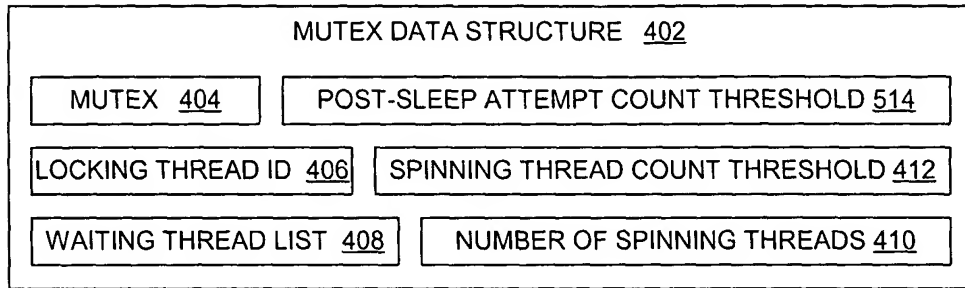 MUTEX DATA STRUCTURE 402
MUTEX 404 POST-SLEEP ATTEMPT COUNT THRESHOLD 514
LOCKING THREAD ID 406 SPINNING THREAD COUNT THRESHOLD 412
WAITING THREAD LIST 408 NUMBER OF SPINNING THREADS 410